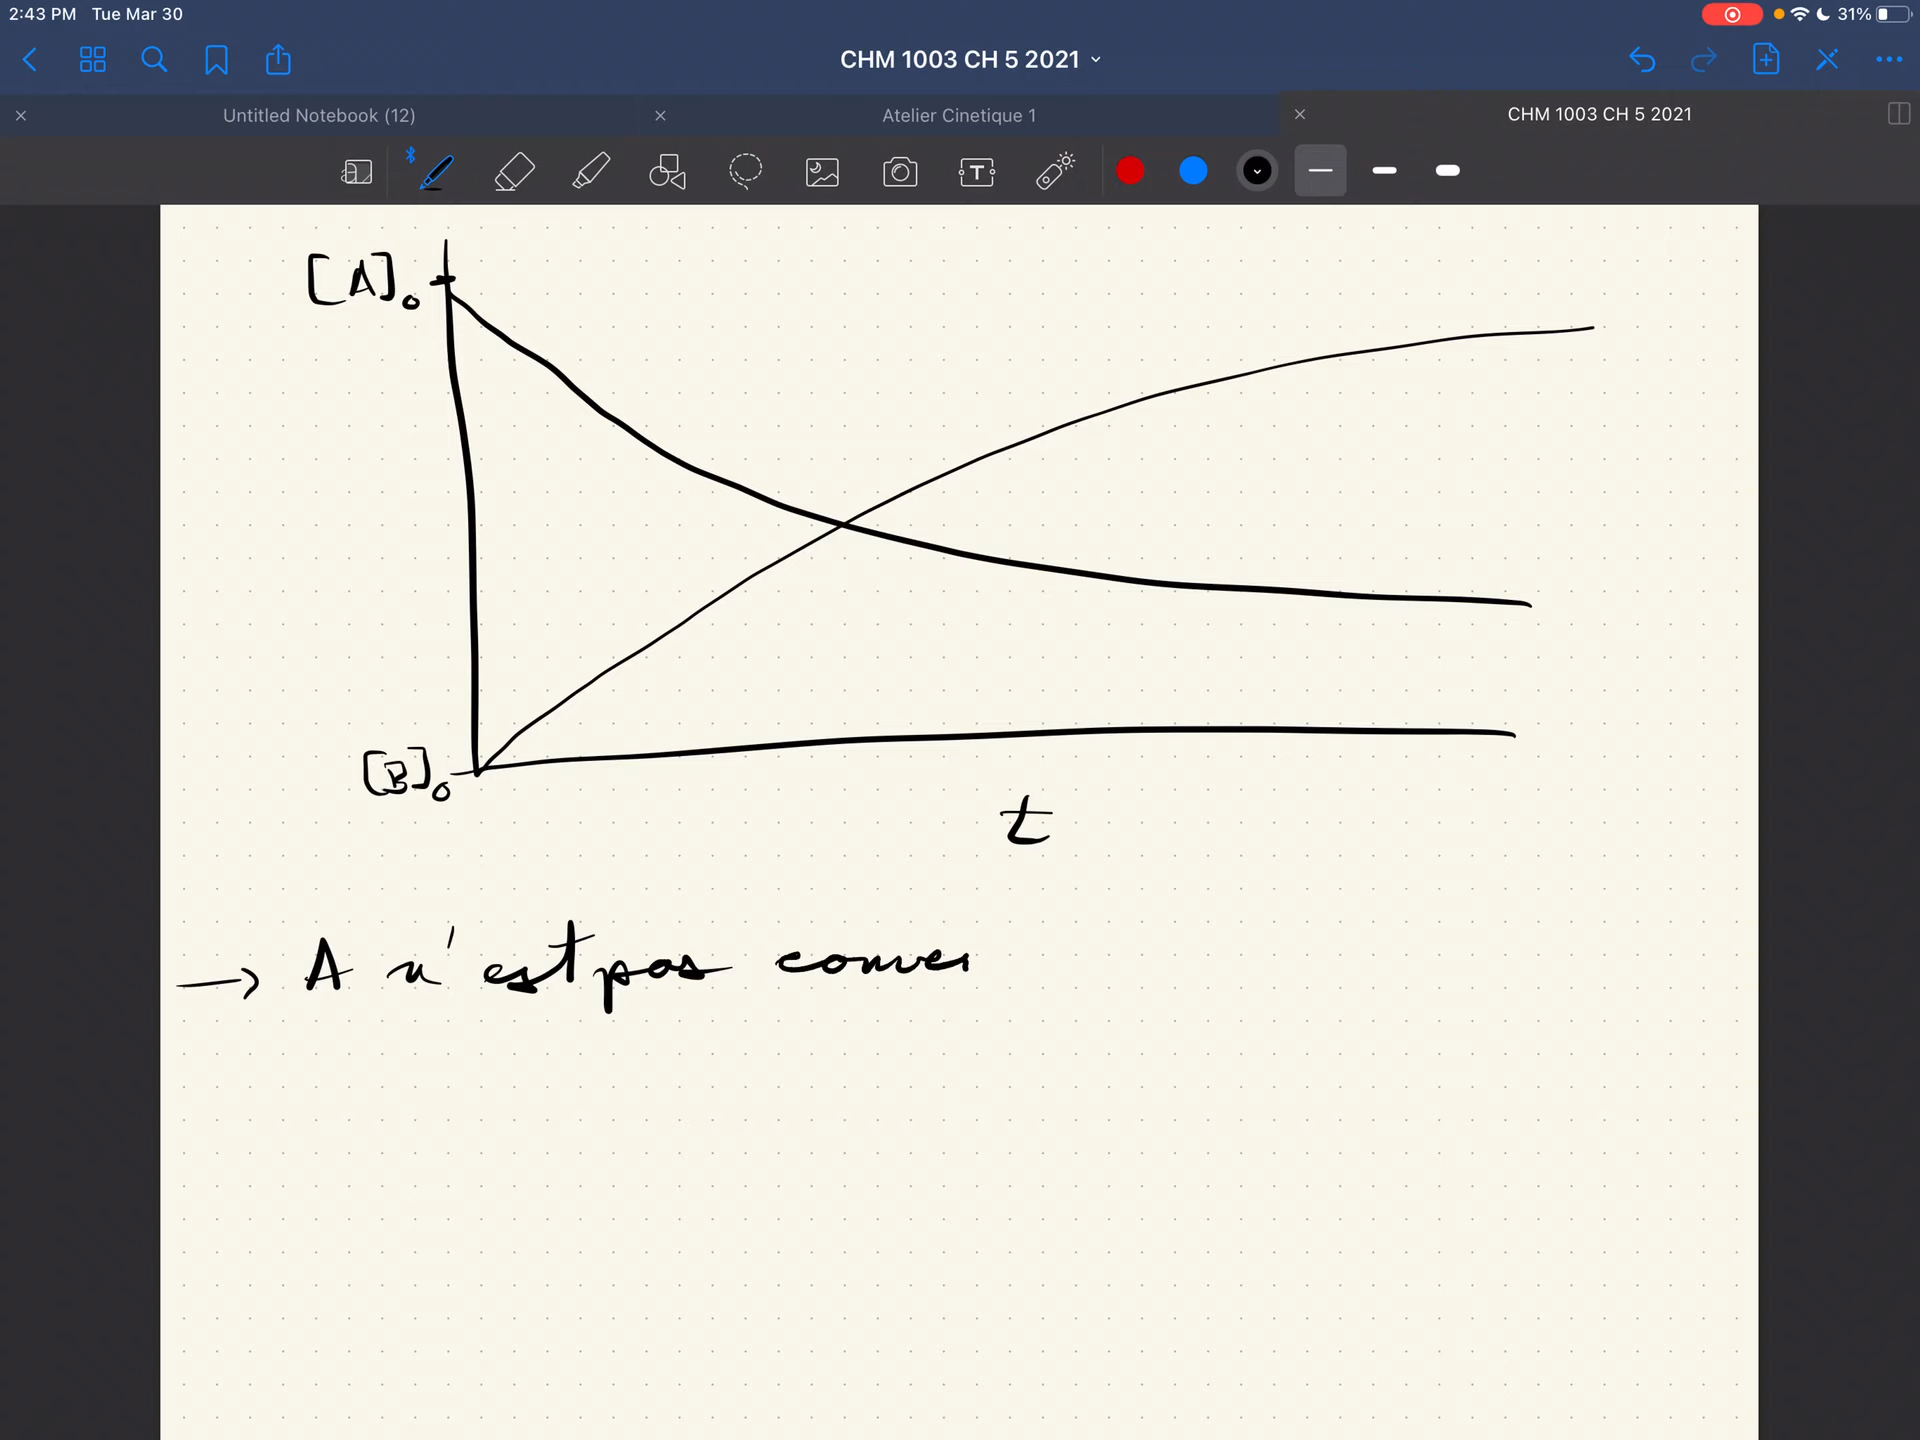 2:43 PM Tue Mar 30
31%
CHM 1003 CH 5 2021
Untitled Notebook (12)
Atelier Cinetique 1
CHM 1003 CH 5 2021
T
[A]₀
[B]₀
t
→ A n'est pas conver